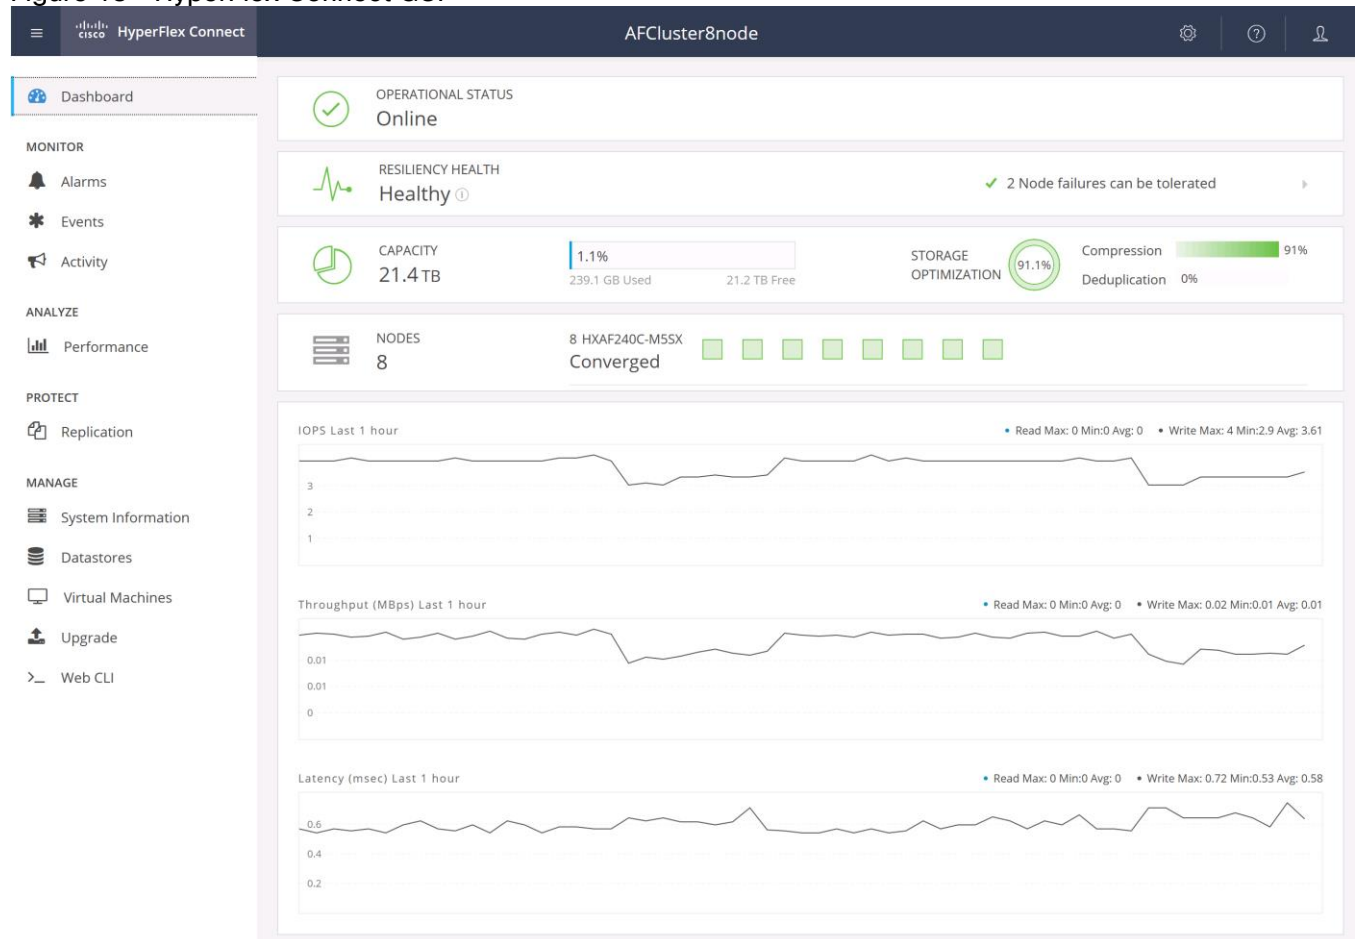 HyperFlex Connect GUI
cisco HyperFlex Connect
AFCluster8node
Dashboard
MONITOR
Alarms
Events
Activity
ANALYZE
Performance
PROTECT
Replication
MANAGE
System Information
Datastores
Virtual Machines
Upgrade
Web CLI
OPERATIONAL STATUS
Online
RESILIENCY HEALTH
Healthy
2 Node failures can be tolerated
CAPACITY
21.4 TB
1.1%
239.1 GB Used 21.2 TB Free
STORAGE
OPTIMIZATION
91.1%
Compression 91%
Deduplication 0%
NODES
8
8 HXAF240C-M5SX
Converged
IOPS Last 1 hour
• Read Max: 0 Min:0 Avg: 0 • Write Max: 4 Min:2.9 Avg: 3.61
3
2
1
Throughput (MBps) Last 1 hour
• Read Max: 0 Min:0 Avg: 0 • Write Max: 0.02 Min:0.01 Avg: 0.01
0.01
0.01
0
Latency (msec) Last 1 hour
• Read Max: 0 Min:0 Avg: 0 • Write Max: 0.72 Min:0.53 Avg: 0.58
0.6
0.4
0.2